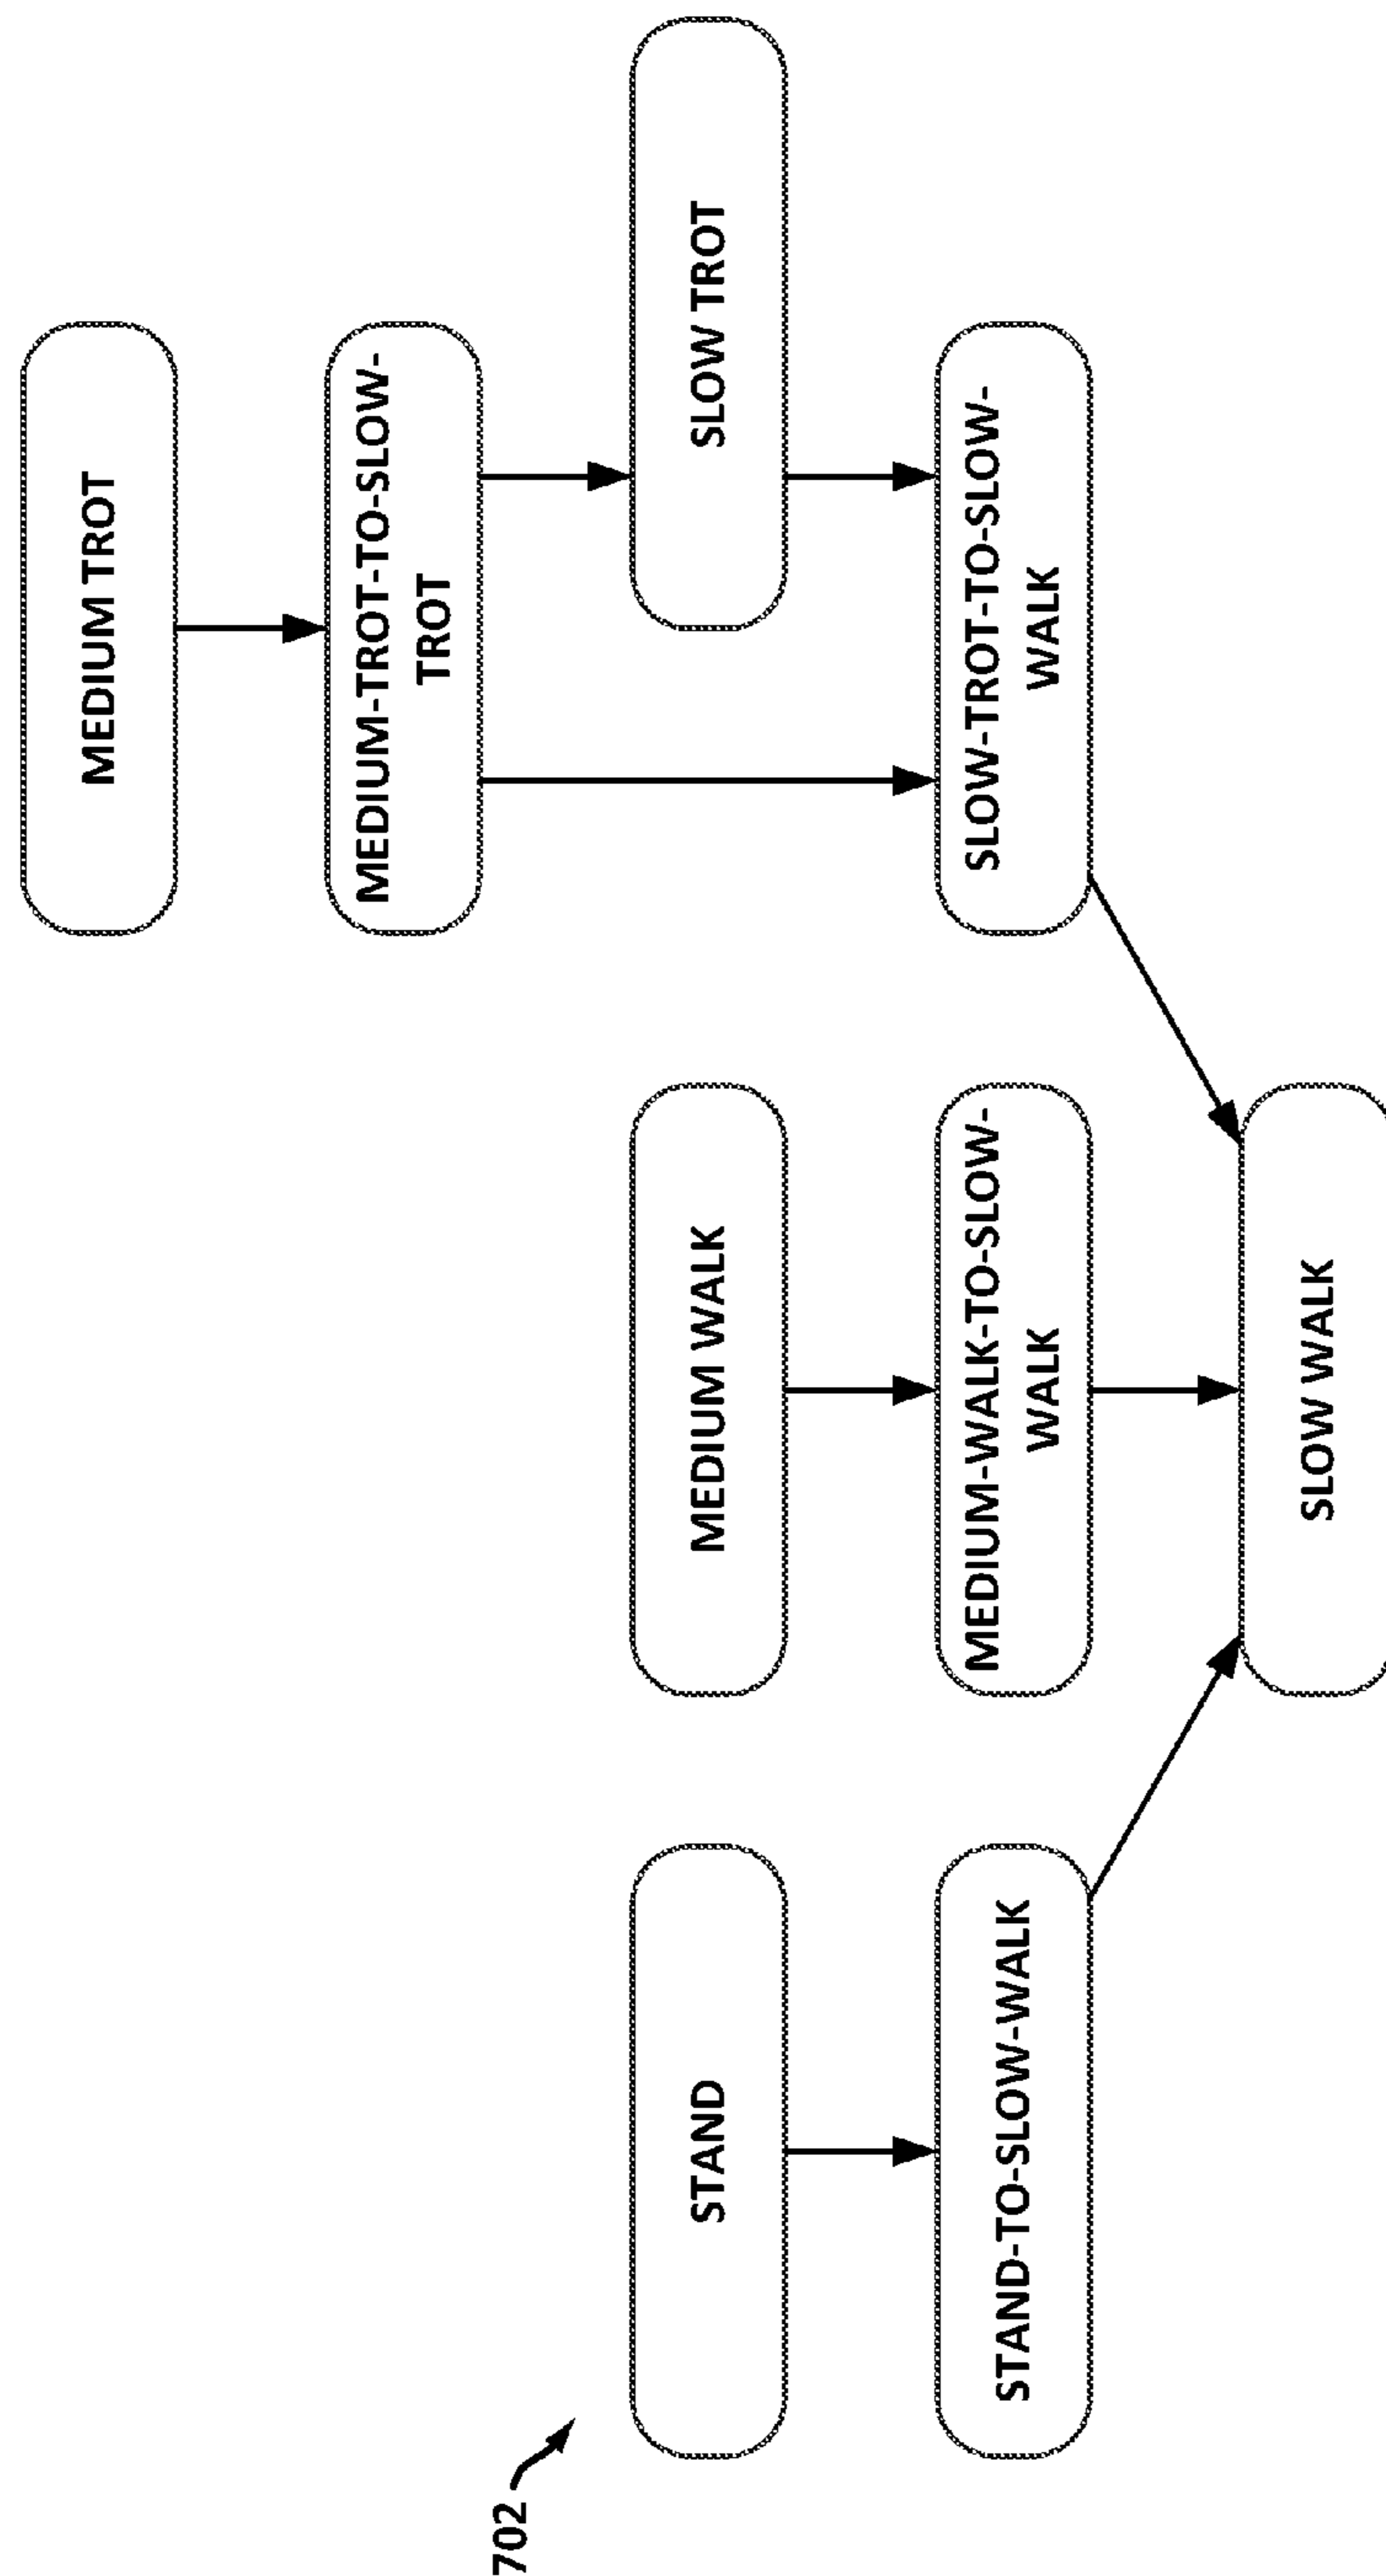 702
STAND
STAND-TO-SLOW-WALK
MEDIUM WALK
MEDIUM-WALK-TO-SLOW-
WALK
SLOW WALK
MEDIUM TROT
MEDIUM-TROT-TO-SLOW-
TROT
SLOW TROT
SLOW-TROT-TO-SLOW-
WALK